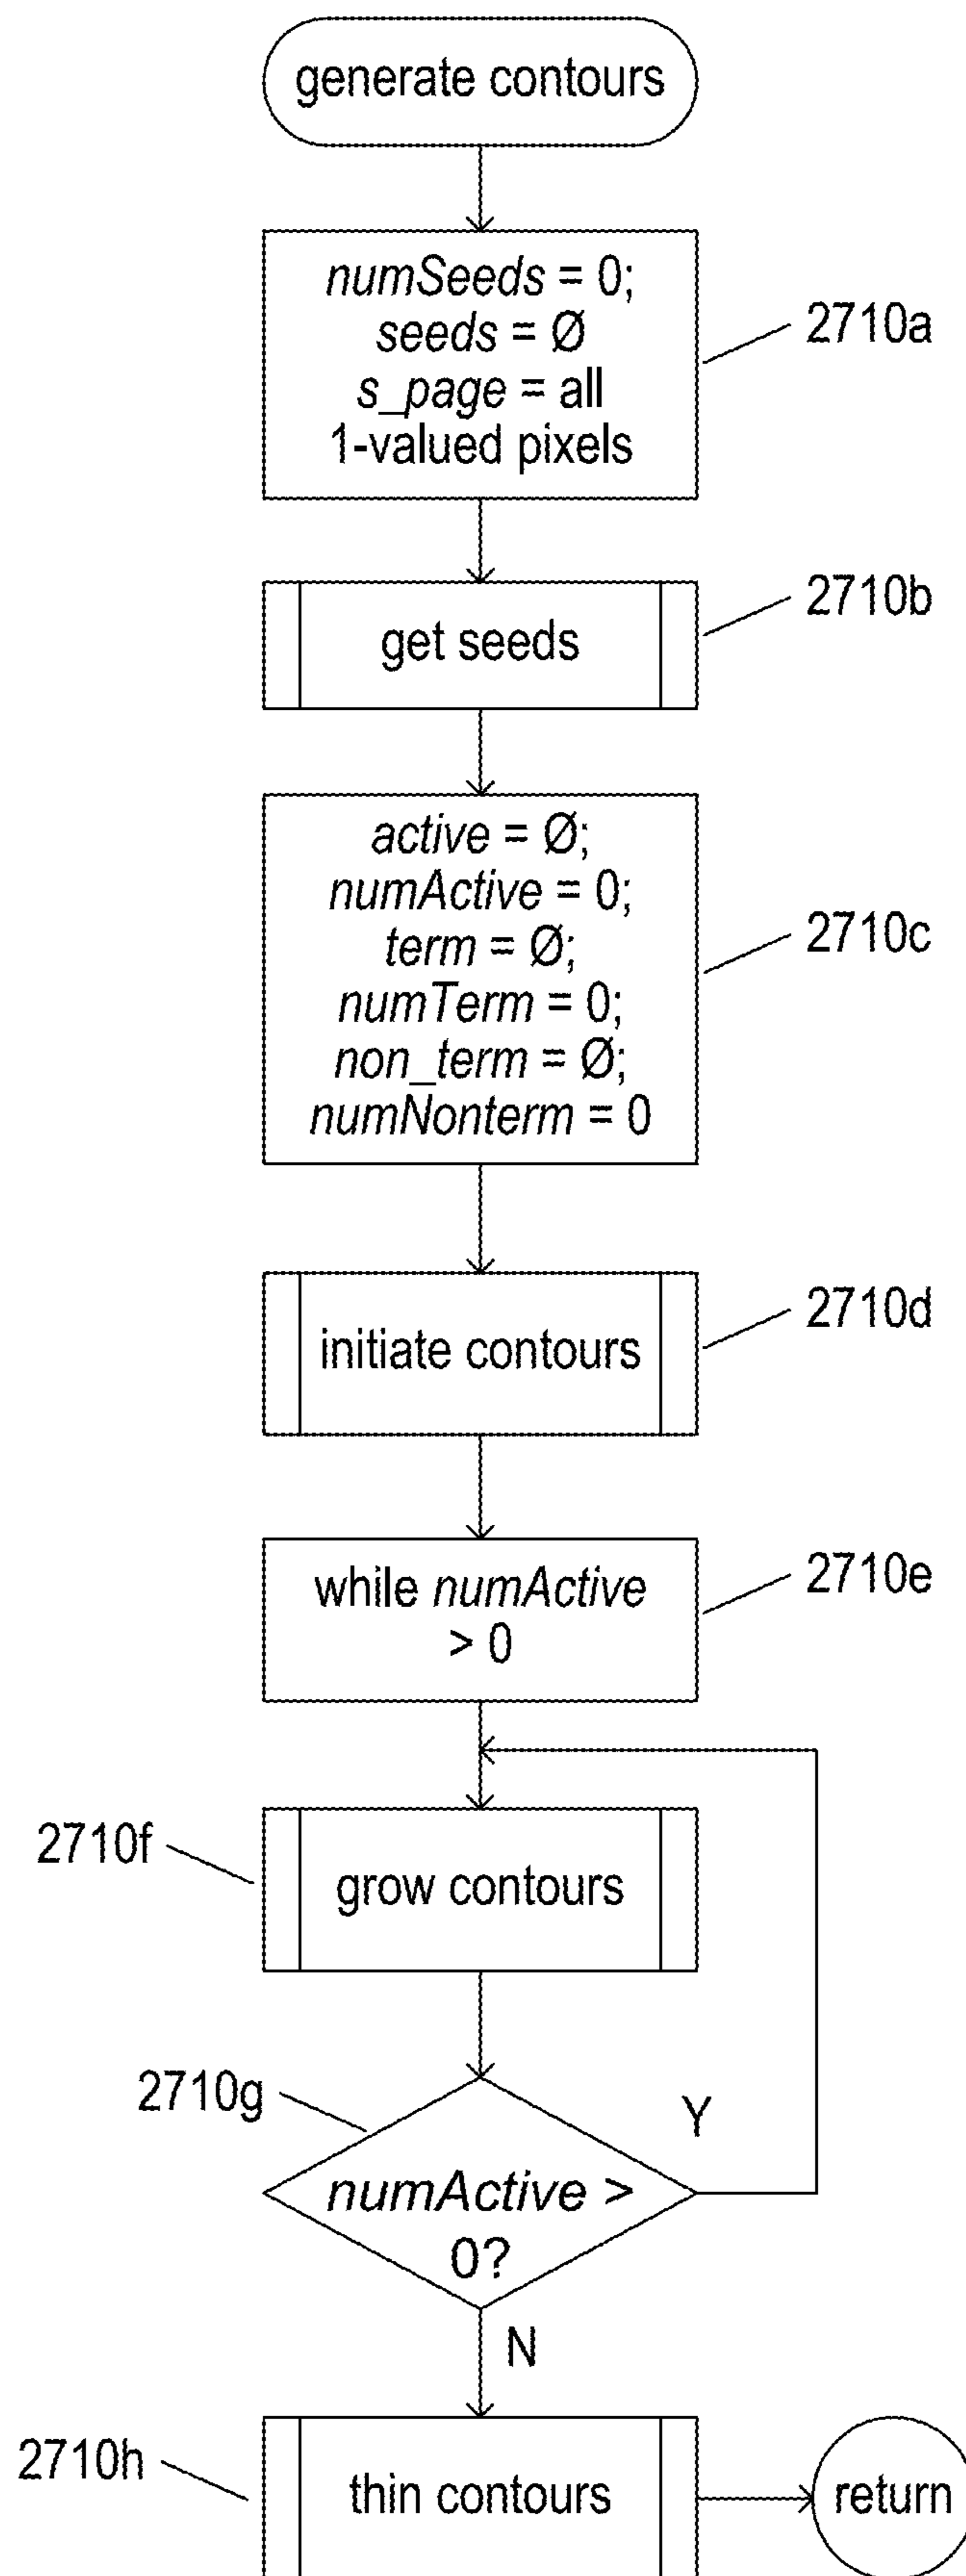 generate contours
numSeeds = 0;
seeds = Ø
s_page = all
1-valued pixels
2710a
get seeds
2710b
active = Ø;
numActive = 0;
term = Ø;
numTerm = 0;
non_term = Ø;
numNonterm = 0
2710c
initiate contours
2710d
while numActive
> 0
2710e
2710f
grow contours
2710g
numActive >
0?
Y
N
2710h
thin contours
return